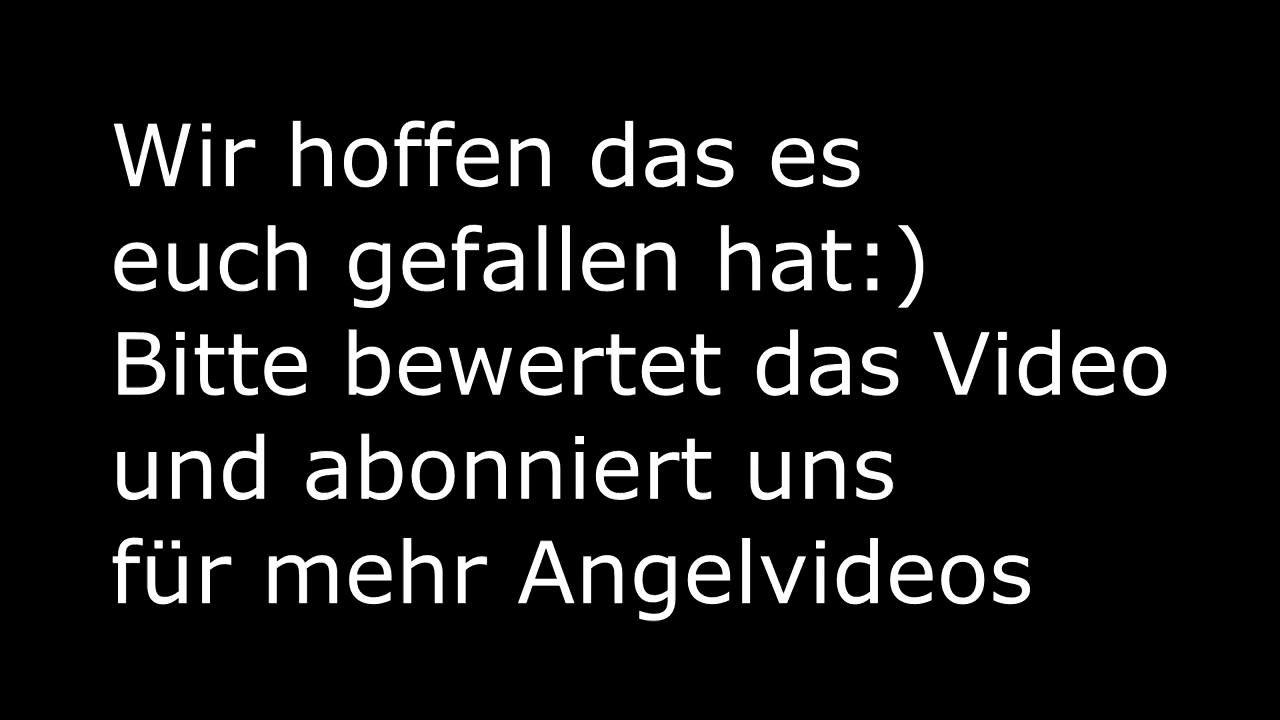 Wir hoffen das es
euch gefallen hat:)
Bitte bewertet das Video
und abonniert uns
für mehr Angelvideos